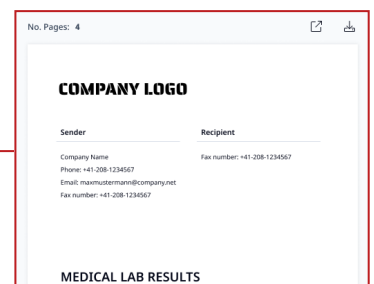 No. Pages: 4
COMPANY LOGO
Sender
Recipient
Company Name
Fax number: +41-208-1234567
Phone: +41-208-1234567
Email: maxmustermann@company.net
Fax number: +41-208-1234567
MEDICAL LAB RESULTS